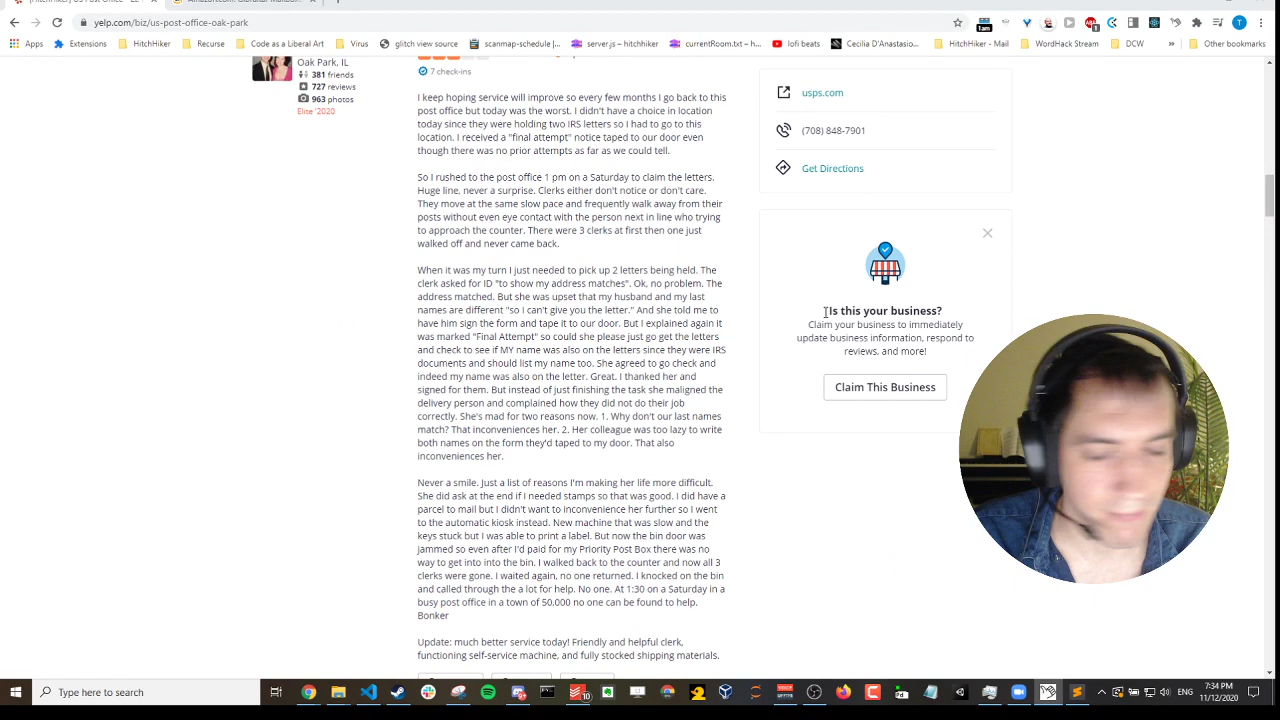 [HitchHiker] US Post Office
yelp.com/biz/us-post-office-oak-park
T
Apps Extensions HitchHiker Recurse Code as a Liberal Art Virus glitch view source scanmap-schedule |... server.js – hitchhiker currentRoom.txt – h... lofi beats Cecilia D'Anastasio... HitchHiker - Mail WordHack Stream DCW » Other bookmarks
Oak Park, IL
381 friends
727 reviews
963 photos
Elite '2020
7 check-ins
I keep hoping service will improve so every few months I go back to this
post office but today was the worst. I didn't have a choice in location
today since they were holding two IRS letters so I had to go to this
location. I received a "final attempt" notice taped to our door even
though there was no prior attempts as far as we could tell.
So I rushed to the post office 1 pm on a Saturday to claim the letters.
Huge line, never a surprise. Clerks either don't notice or don't care.
They move at the same slow pace and frequently walk away from their
posts without even eye contact with the person next in line who trying
to approach the counter. There were 3 clerks at first then one just
walked off and never came back.
When it was my turn I just needed to pick up 2 letters being held. The
clerk asked for ID "to show my address matches". Ok, no problem. The
address matched. But she was upset that my husband and my last
names are different "so I can't give you the letter." And she told me to
have him sign the form and tape it to our door. But I explained again it
was marked "Final Attempt" so could she please just go get the letters
and check to see if MY name was also on the letters since they were IRS
documents and should list my name too. She agreed to go check and
indeed my name was also on the letter. Great. I thanked her and
signed for them. But instead of just finishing the task she maligned the
delivery person and complained how they did not do their job
correctly. She's mad for two reasons now. 1. Why don't our last names
match? That inconveniences her. 2. Her colleague was too lazy to write
both names on the form they'd taped to my door. That also
inconveniences her.
Never a smile. Just a list of reasons I'm making her life more difficult.
She did ask at the end if I needed stamps so that was good. I did have a
parcel to mail but I didn't want to inconvenience her further so I went
to the automatic kiosk instead. New machine that was slow and the
keys stuck but I was able to print a label. But now the bin door was
jammed so even after I'd paid for my Priority Post Box there was no
way to get into into the bin. I walked back to the counter and now all 3
clerks were gone. I waited again, no one returned. I knocked on the bin
and called through the a lot for help. No one. At 1:30 on a Saturday in a
busy post office in a town of 50,000 no one can be found to help.
Bonker
Update: much better service today! Friendly and helpful clerk,
functioning self-service machine, and fully stocked shipping materials.
usps.com
(708) 848-7901
Get Directions
Is this your business?
Claim your business to immediately
update business information, respond to
reviews, and more!
Claim This Business
Type here to search
10
ENG
7:34 PM
11/12/2020